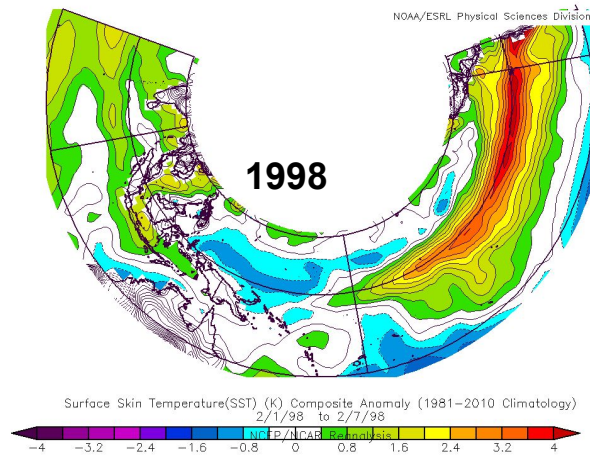 NOAA/ESRL Physical Sciences Division
1998
Surface Skin Temperature(SST) (K) Composite Anomaly (1981-2010 Climatology)
2/1/98 to 2/7/98
NCEP/NCAR Reanalysis
-4 -3.2 -2.4 -1.6 -0.8 0 0.8 1.6 2.4 3.2 4